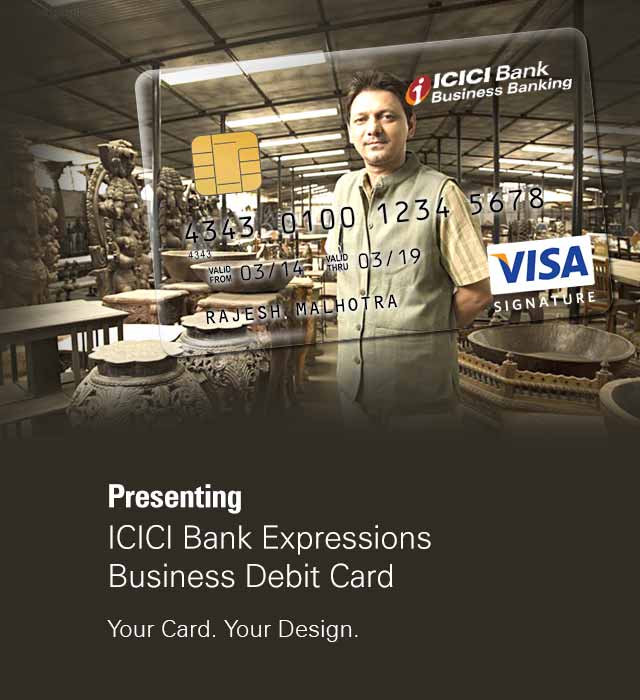 ICICI Bank
Business Banking
4343 0100 1234 5678
4343
VALID FROM 03/14 VALID THRU 03/19
RAJESH MALHOTRA
VISA
SIGNATURE
Presenting
ICICI Bank Expressions
Business Debit Card
Your Card. Your Design.